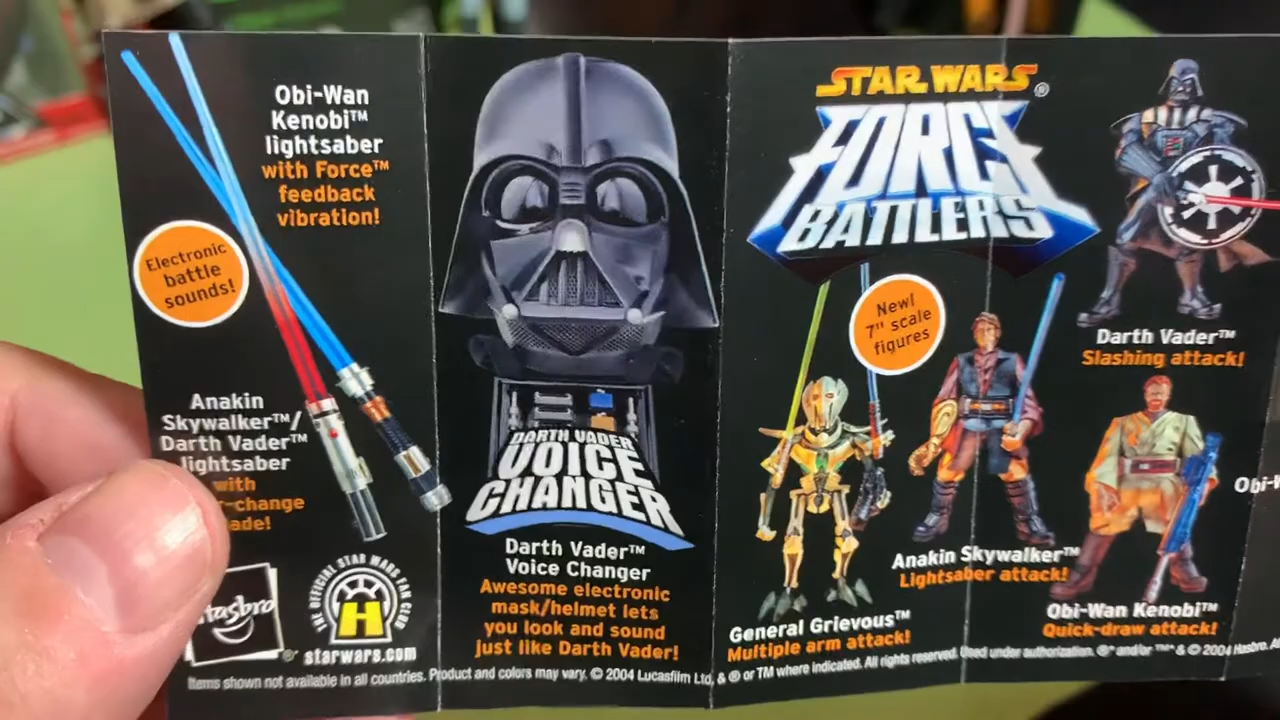 Obi-Wan
Kenobi™
lightsaber
with Force™
feedback
vibration!
Electronic
battle
sounds!
Anakin
Skywalker™/
Darth Vader™
lightsaber
with
-change
ade!
Hasbro
®
THE OFFICIAL STAR WARS FAN CLUB
H
starwars.com
DARTH VADER
VOICE
CHANGER
Darth Vader™
Voice Changer
Awesome electronic
mask/helmet lets
you look and sound
just like Darth Vader!
STAR WARS®
FORCE
BATTLERS
New!
7" scale
figures
Darth Vader™
Slashing attack!
Anakin Skywalker™
Lightsaber attack!
General Grievous™
Multiple arm attack!
Obi-Wan Kenobi™
Quick-draw attack!
Items shown not available in all countries. Product and colors may vary. © 2004 Lucasfilm Ltd. & ® or TM where indicated. All rights reserved. Used under authorization. ®* and/or ™* & © 2004 Hasbro.